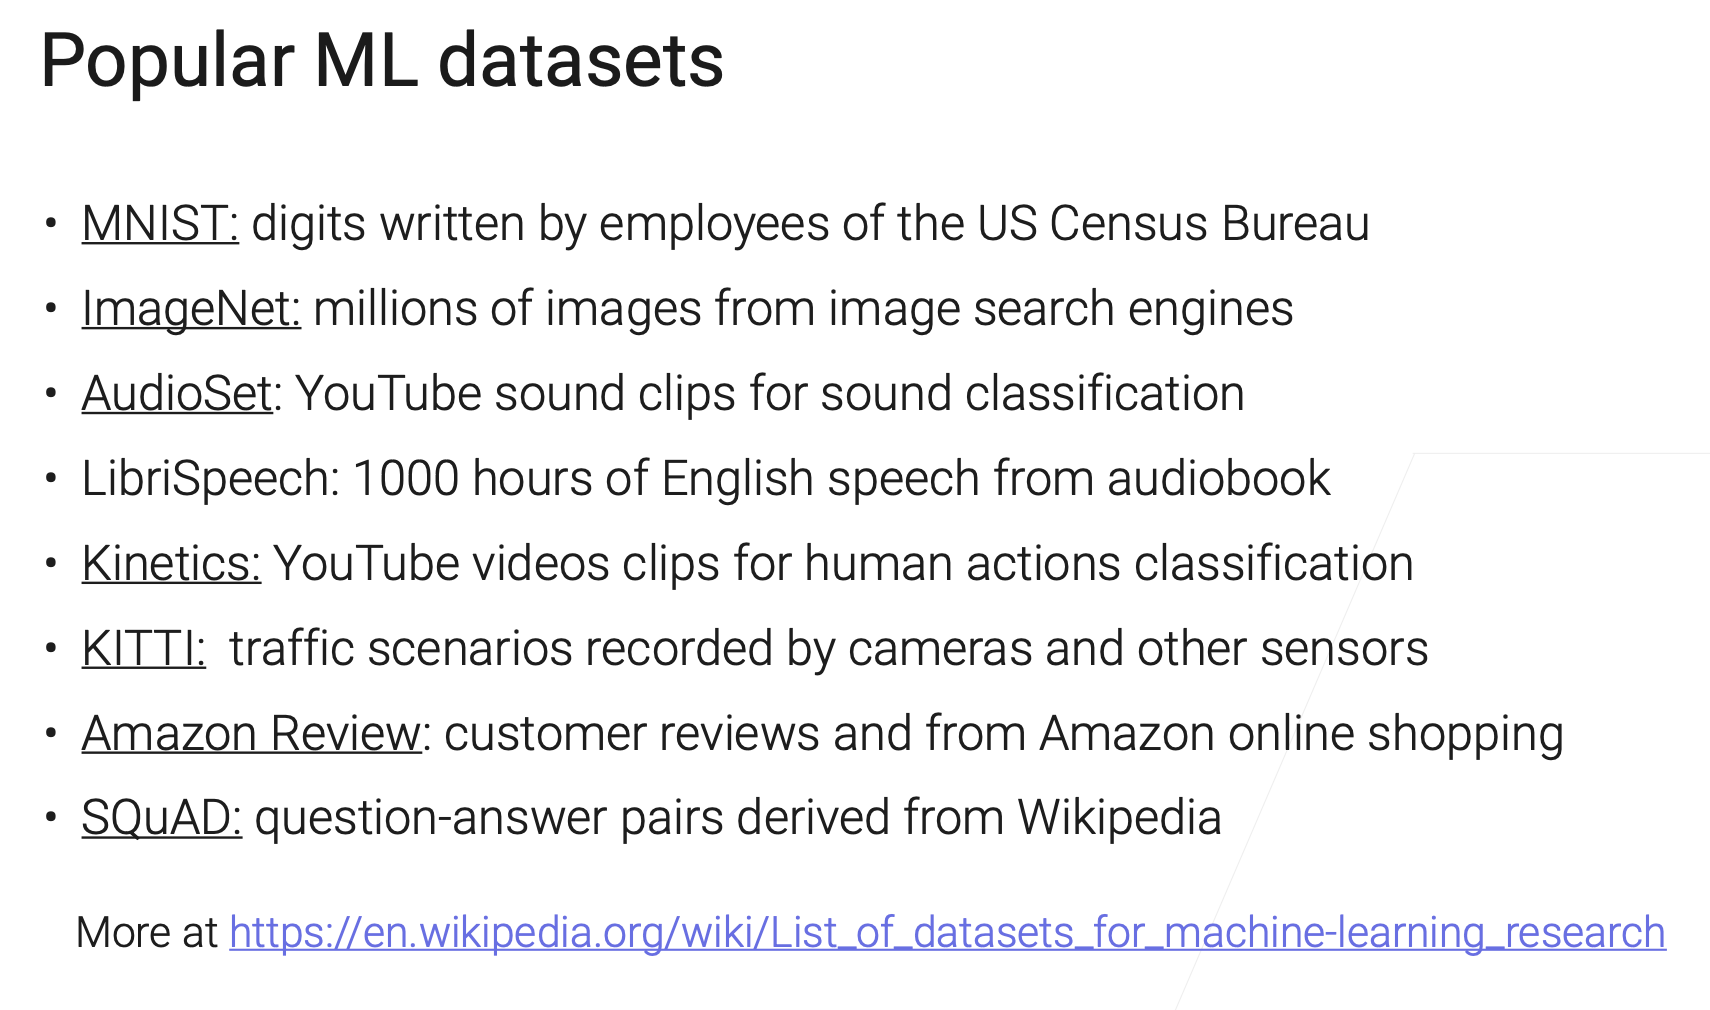 Popular ML datasets
• MNIST: digits written by employees of the US Census Bureau
• ImageNet: millions of images from image search engines
• AudioSet: YouTube sound clips for sound classification
• LibriSpeech: 1000 hours of English speech from audiobook
• Kinetics: YouTube videos clips for human actions classification
• KITTI: traffic scenarios recorded by cameras and other sensors
• Amazon Review: customer reviews and from Amazon online shopping
• SQuAD: question-answer pairs derived from Wikipedia
More at https://en.wikipedia.org/wiki/List_of_datasets_for_machine-learning_research